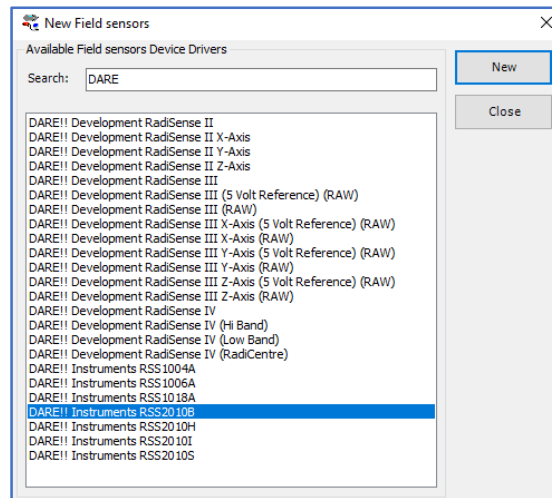 New Field sensors
Available Field sensors Device Drivers
Search: DARE
New
Close
DARE!! Development RadiSense II
DARE!! Development RadiSense II X-Axis
DARE!! Development RadiSense II Y-Axis
DARE!! Development RadiSense II Z-Axis
DARE!! Development RadiSense III
DARE!! Development RadiSense III (5 Volt Reference) (RAW)
DARE!! Development RadiSense III (RAW)
DARE!! Development RadiSense III X-Axis (5 Volt Reference) (RAW)
DARE!! Development RadiSense III X-Axis (RAW)
DARE!! Development RadiSense III Y-Axis (5 Volt Reference) (RAW)
DARE!! Development RadiSense III Y-Axis (RAW)
DARE!! Development RadiSense III Z-Axis (5 Volt Reference) (RAW)
DARE!! Development RadiSense III Z-Axis (RAW)
DARE!! Development RadiSense IV
DARE!! Development RadiSense IV (Hi Band)
DARE!! Development RadiSense IV (Low Band)
DARE!! Development RadiSense IV (RadiCentre)
DARE!! Instruments RSS1004A
DARE!! Instruments RSS1006A
DARE!! Instruments RSS1018A
DARE!! Instruments RSS2010B
DARE!! Instruments RSS2010H
DARE!! Instruments RSS2010I
DARE!! Instruments RSS2010S